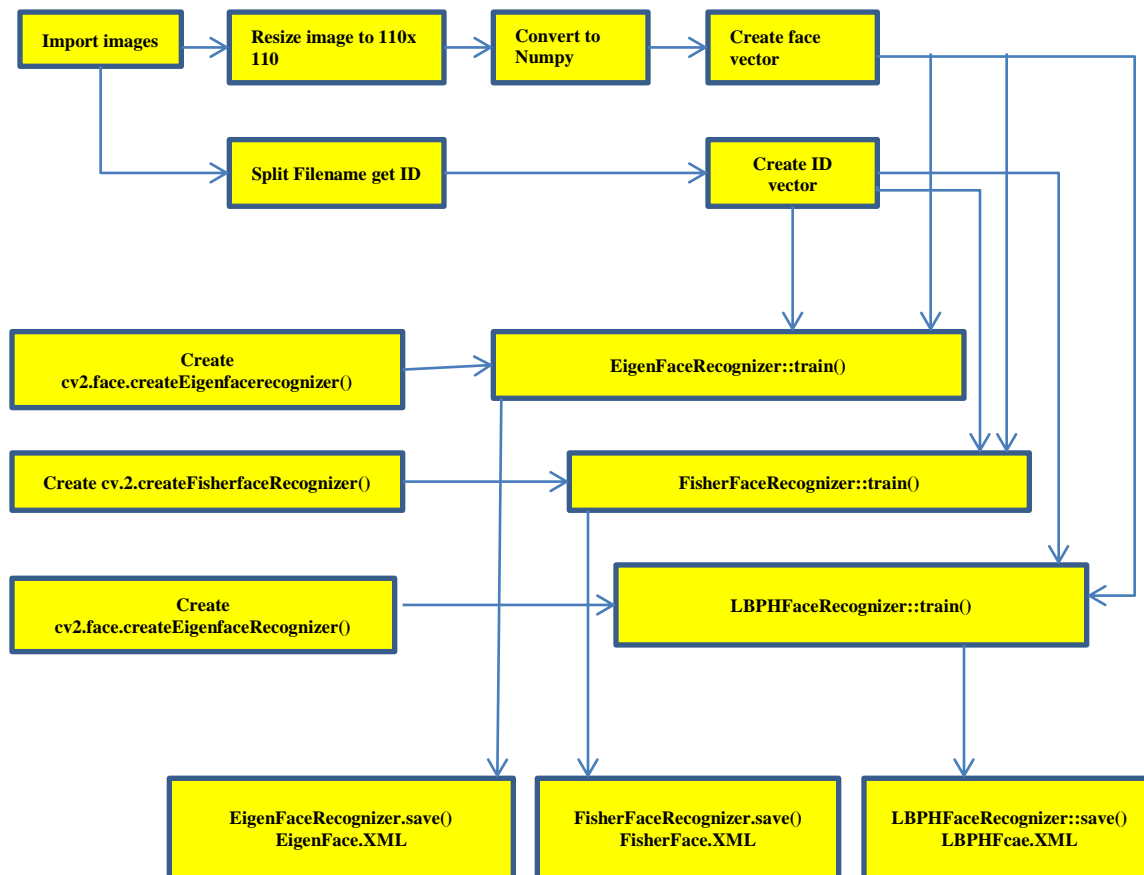 Import images
Resize image to 110x
110
Convert to
Numpy
Create face
vector
Split Filename get ID
Create ID
vector
Create
cv2.face.createEigenfacerecognizer()
EigenFaceRecognizer::train()
Create cv.2.createFisherfaceRecognizer()
FisherFaceRecognizer::train()
Create
cv2.face.createEigenfaceRecognizer()
LBPHFaceRecognizer::train()
EigenFaceRecognizer.save()
EigenFace.XML
FisherFaceRecognizer.save()
FisherFace.XML
LBPHFaceRecognizer::save()
LBPHFcae.XML